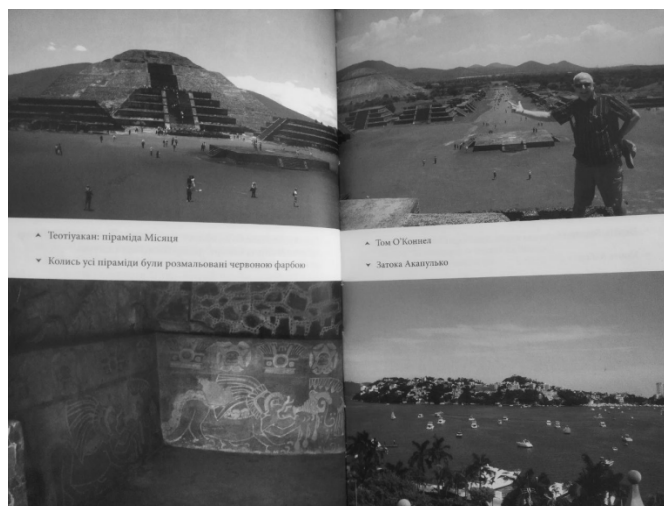 Теотіуакан: піраміда Місяця
Колись усі піраміди були розмальовані червоною фарбою
Том О'Коннел
Затока Акапулько